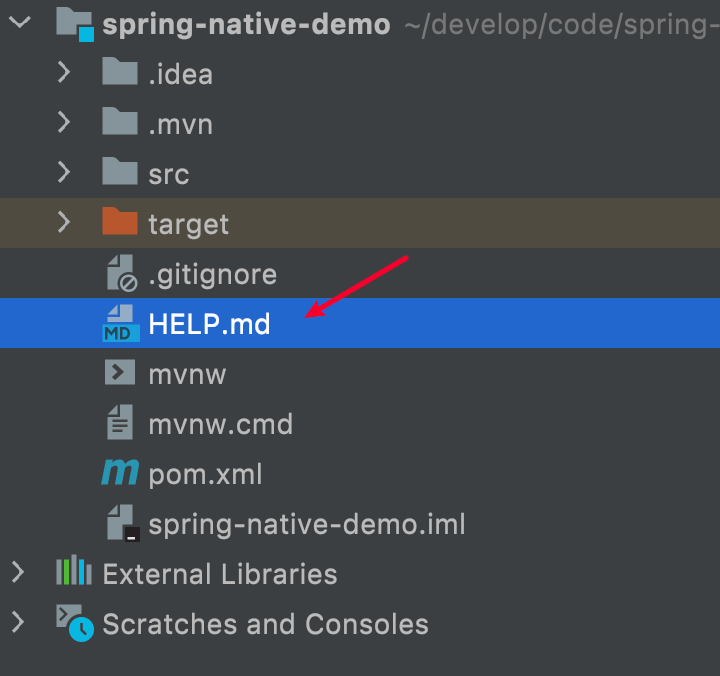 spring-native-demo ~/develop/code/spring-
.idea
.mvn
src
target
.gitignore
MD HELP.md
mvnw
mvnw.cmd
m pom.xml
spring-native-demo.iml
External Libraries
Scratches and Consoles